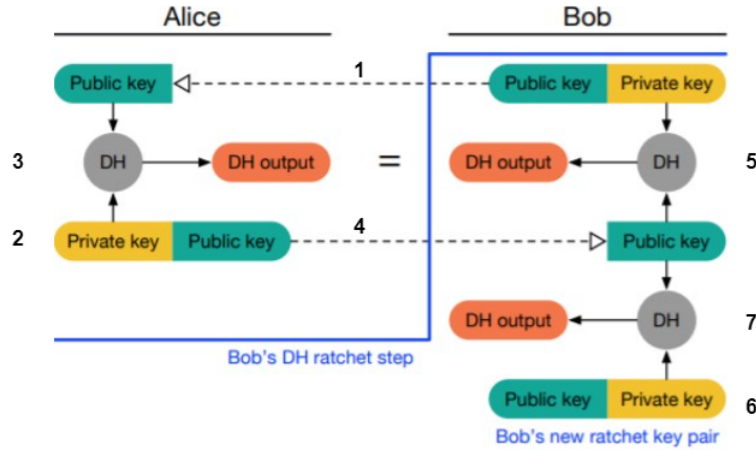 Alice Bob
1
Public key Public key Private key
3 DH DH output = DH output DH 5
2 Private key Public key 4 Public key
DH output DH 7
Bob's DH ratchet step
Public key Private key 6
Bob's new ratchet key pair